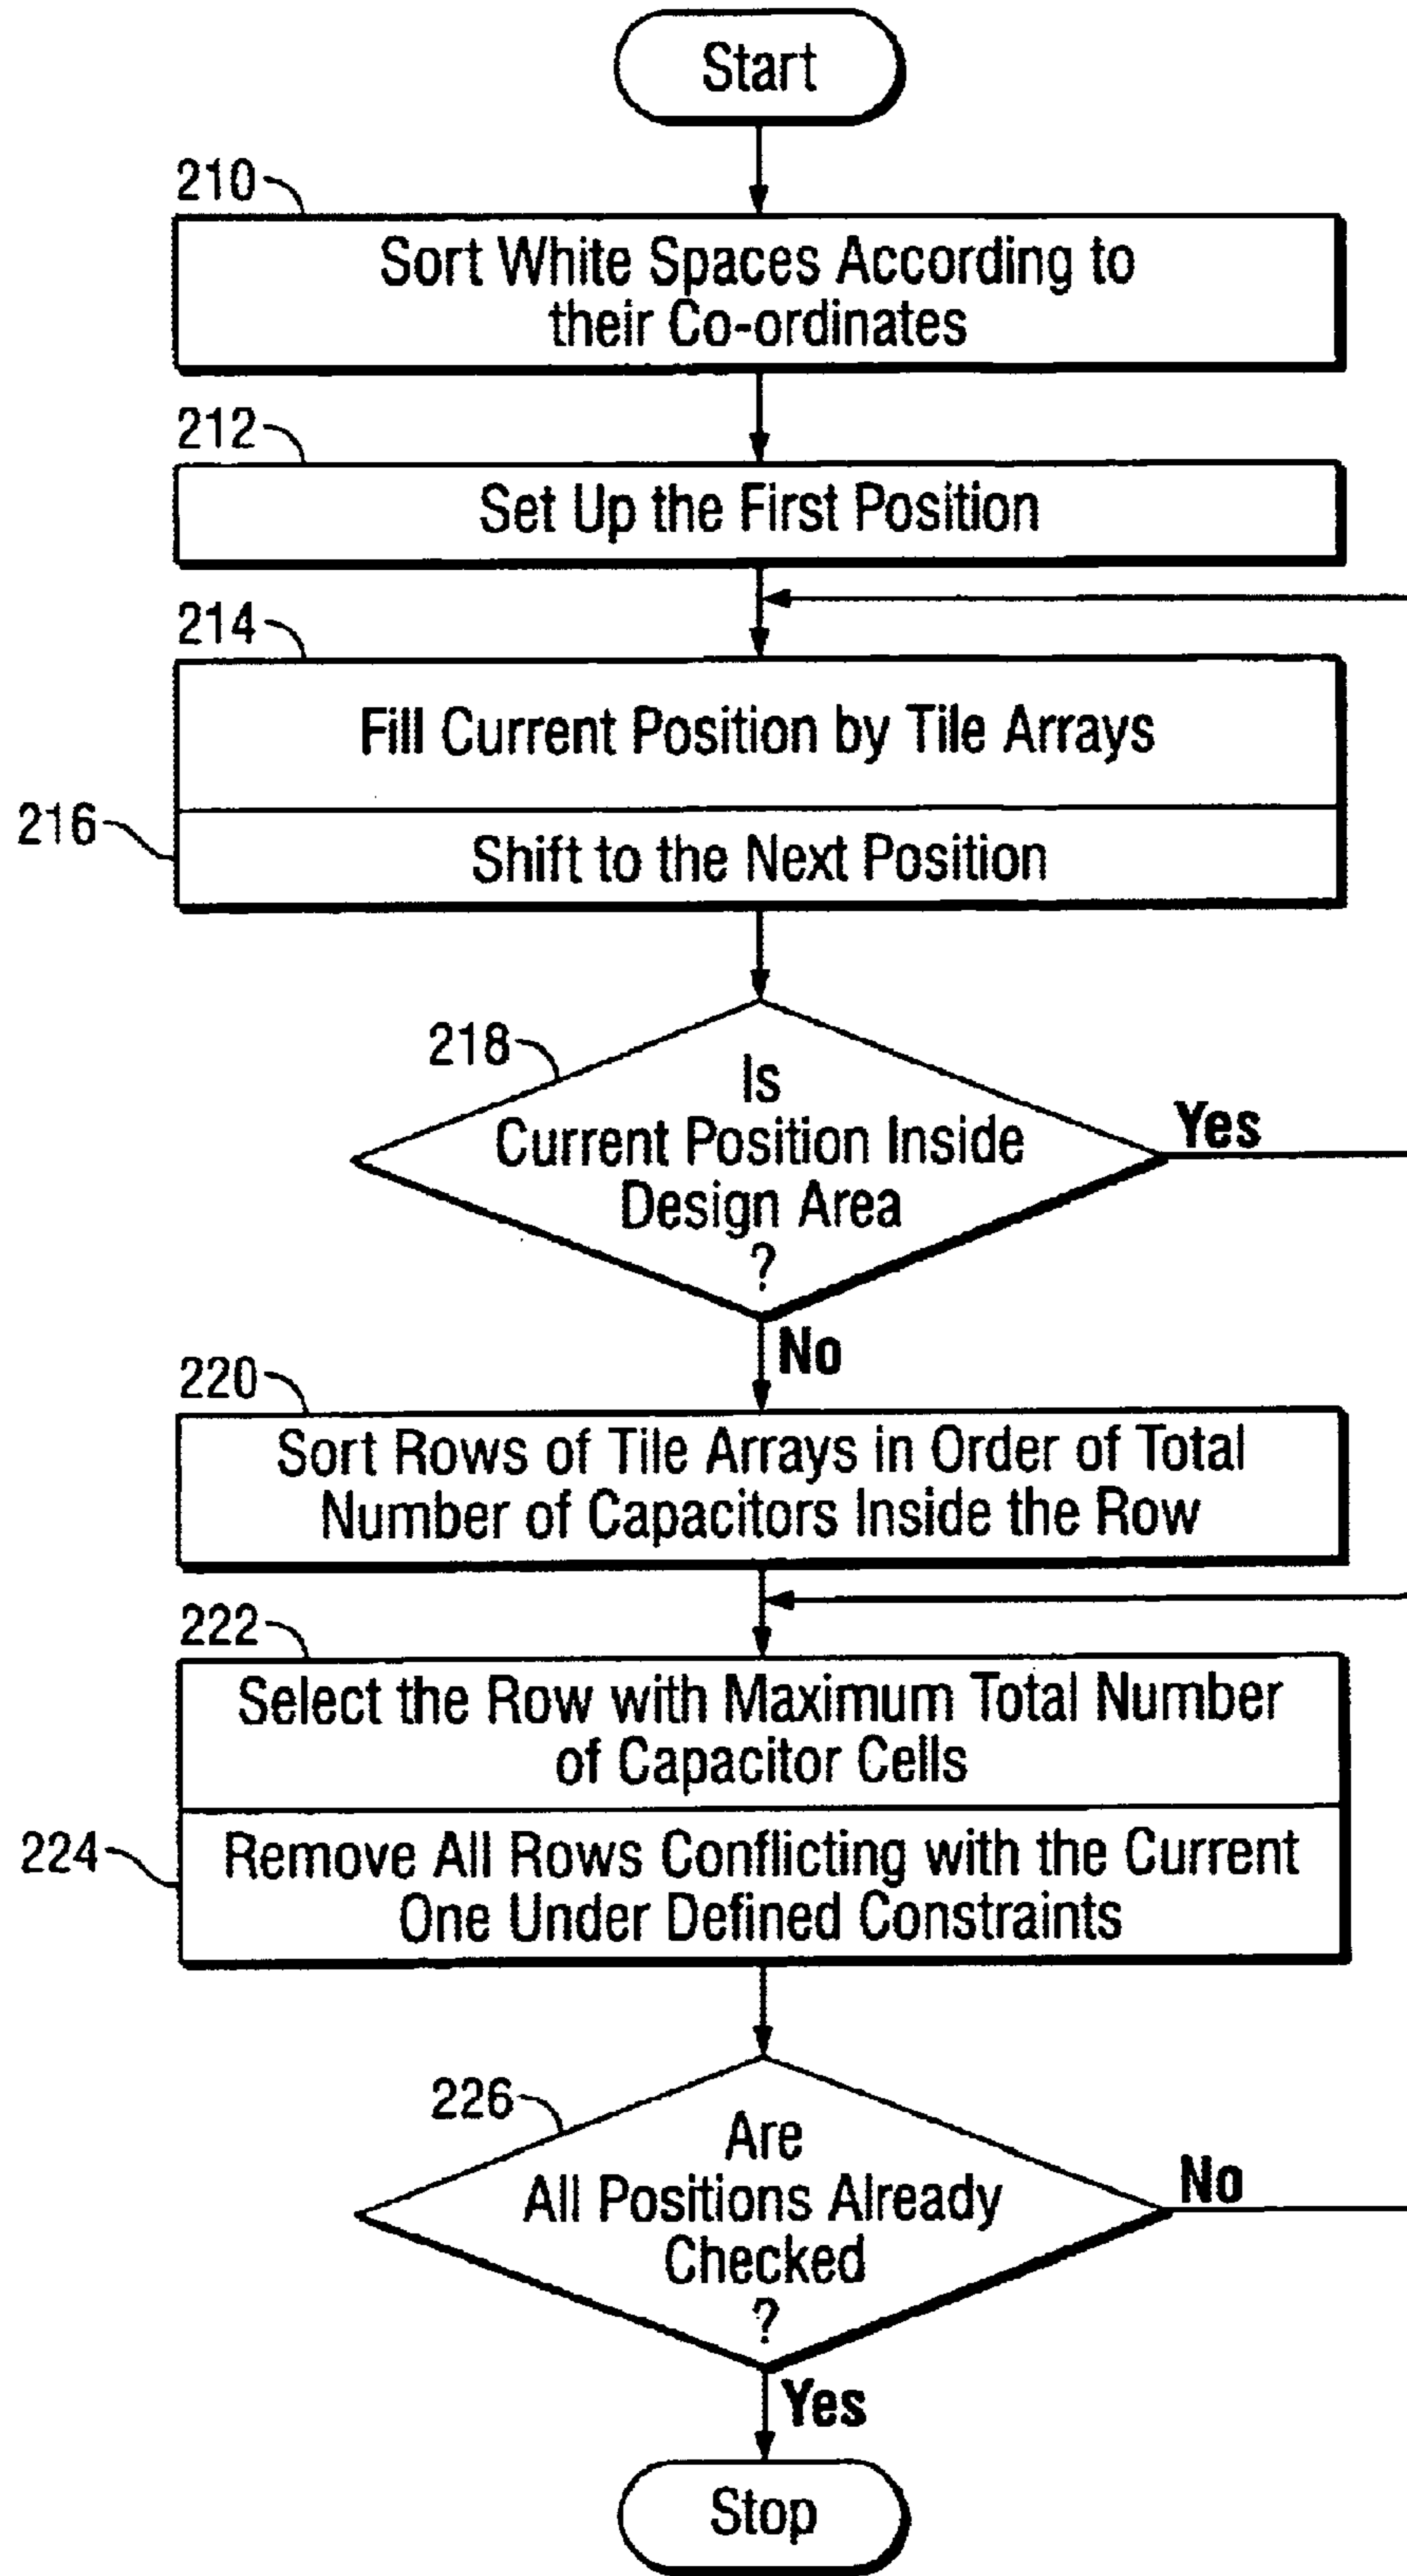 Start
210
Sort White Spaces According to
their Co-ordinates
212
Set Up the First Position
214
Fill Current Position by Tile Arrays
216
Shift to the Next Position
218
Is
Current Position Inside
Design Area
?
Yes
No
220
Sort Rows of Tile Arrays in Order of Total
Number of Capacitors Inside the Row
222
Select the Row with Maximum Total Number
of Capacitor Cells
224
Remove All Rows Conflicting with the Current
One Under Defined Constraints
226
Are
All Positions Already
Checked
?
No
Yes
Stop